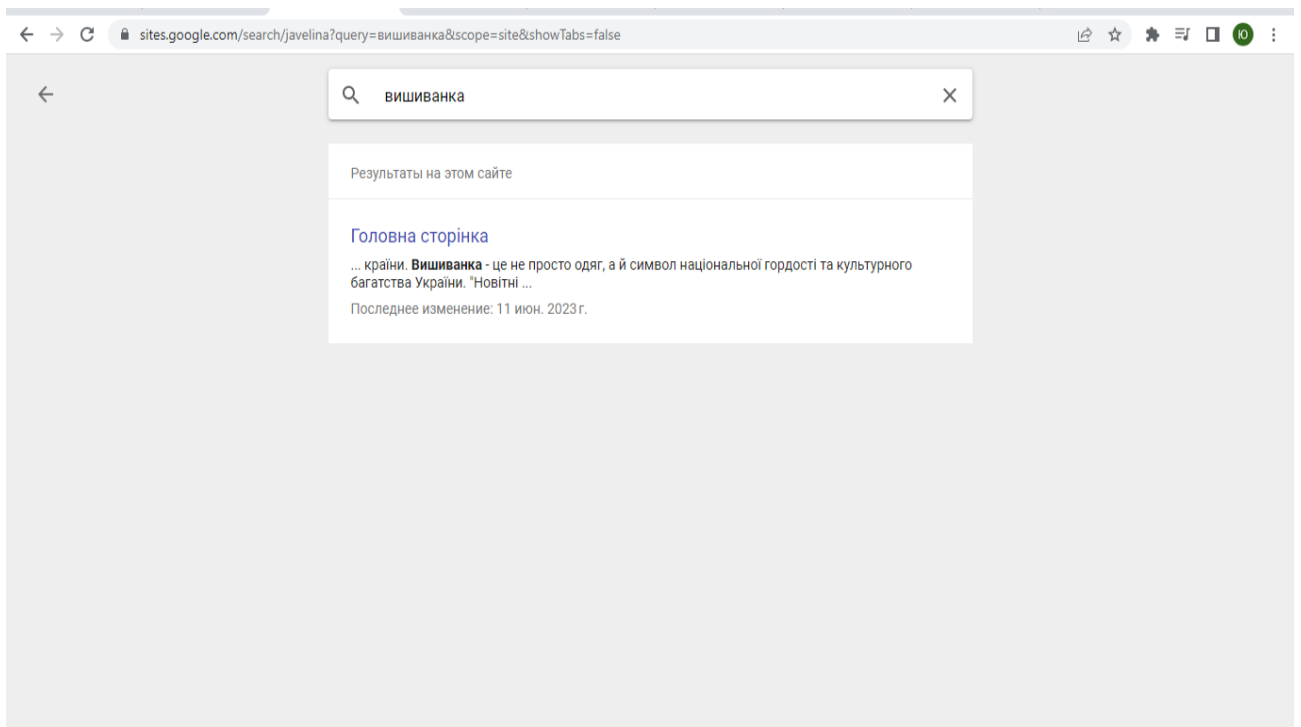 sites.google.com/search/javelina?query=вишиванка&scope=site&showTabs=false
Ю
вишиванка
Результаты на этом сайте
Головна сторінка
... країни. Вишиванка - це не просто одяг, а й символ національної гордості та культурного
багатства України. "Новітні ...
Последнее изменение: 11 июн. 2023 г.